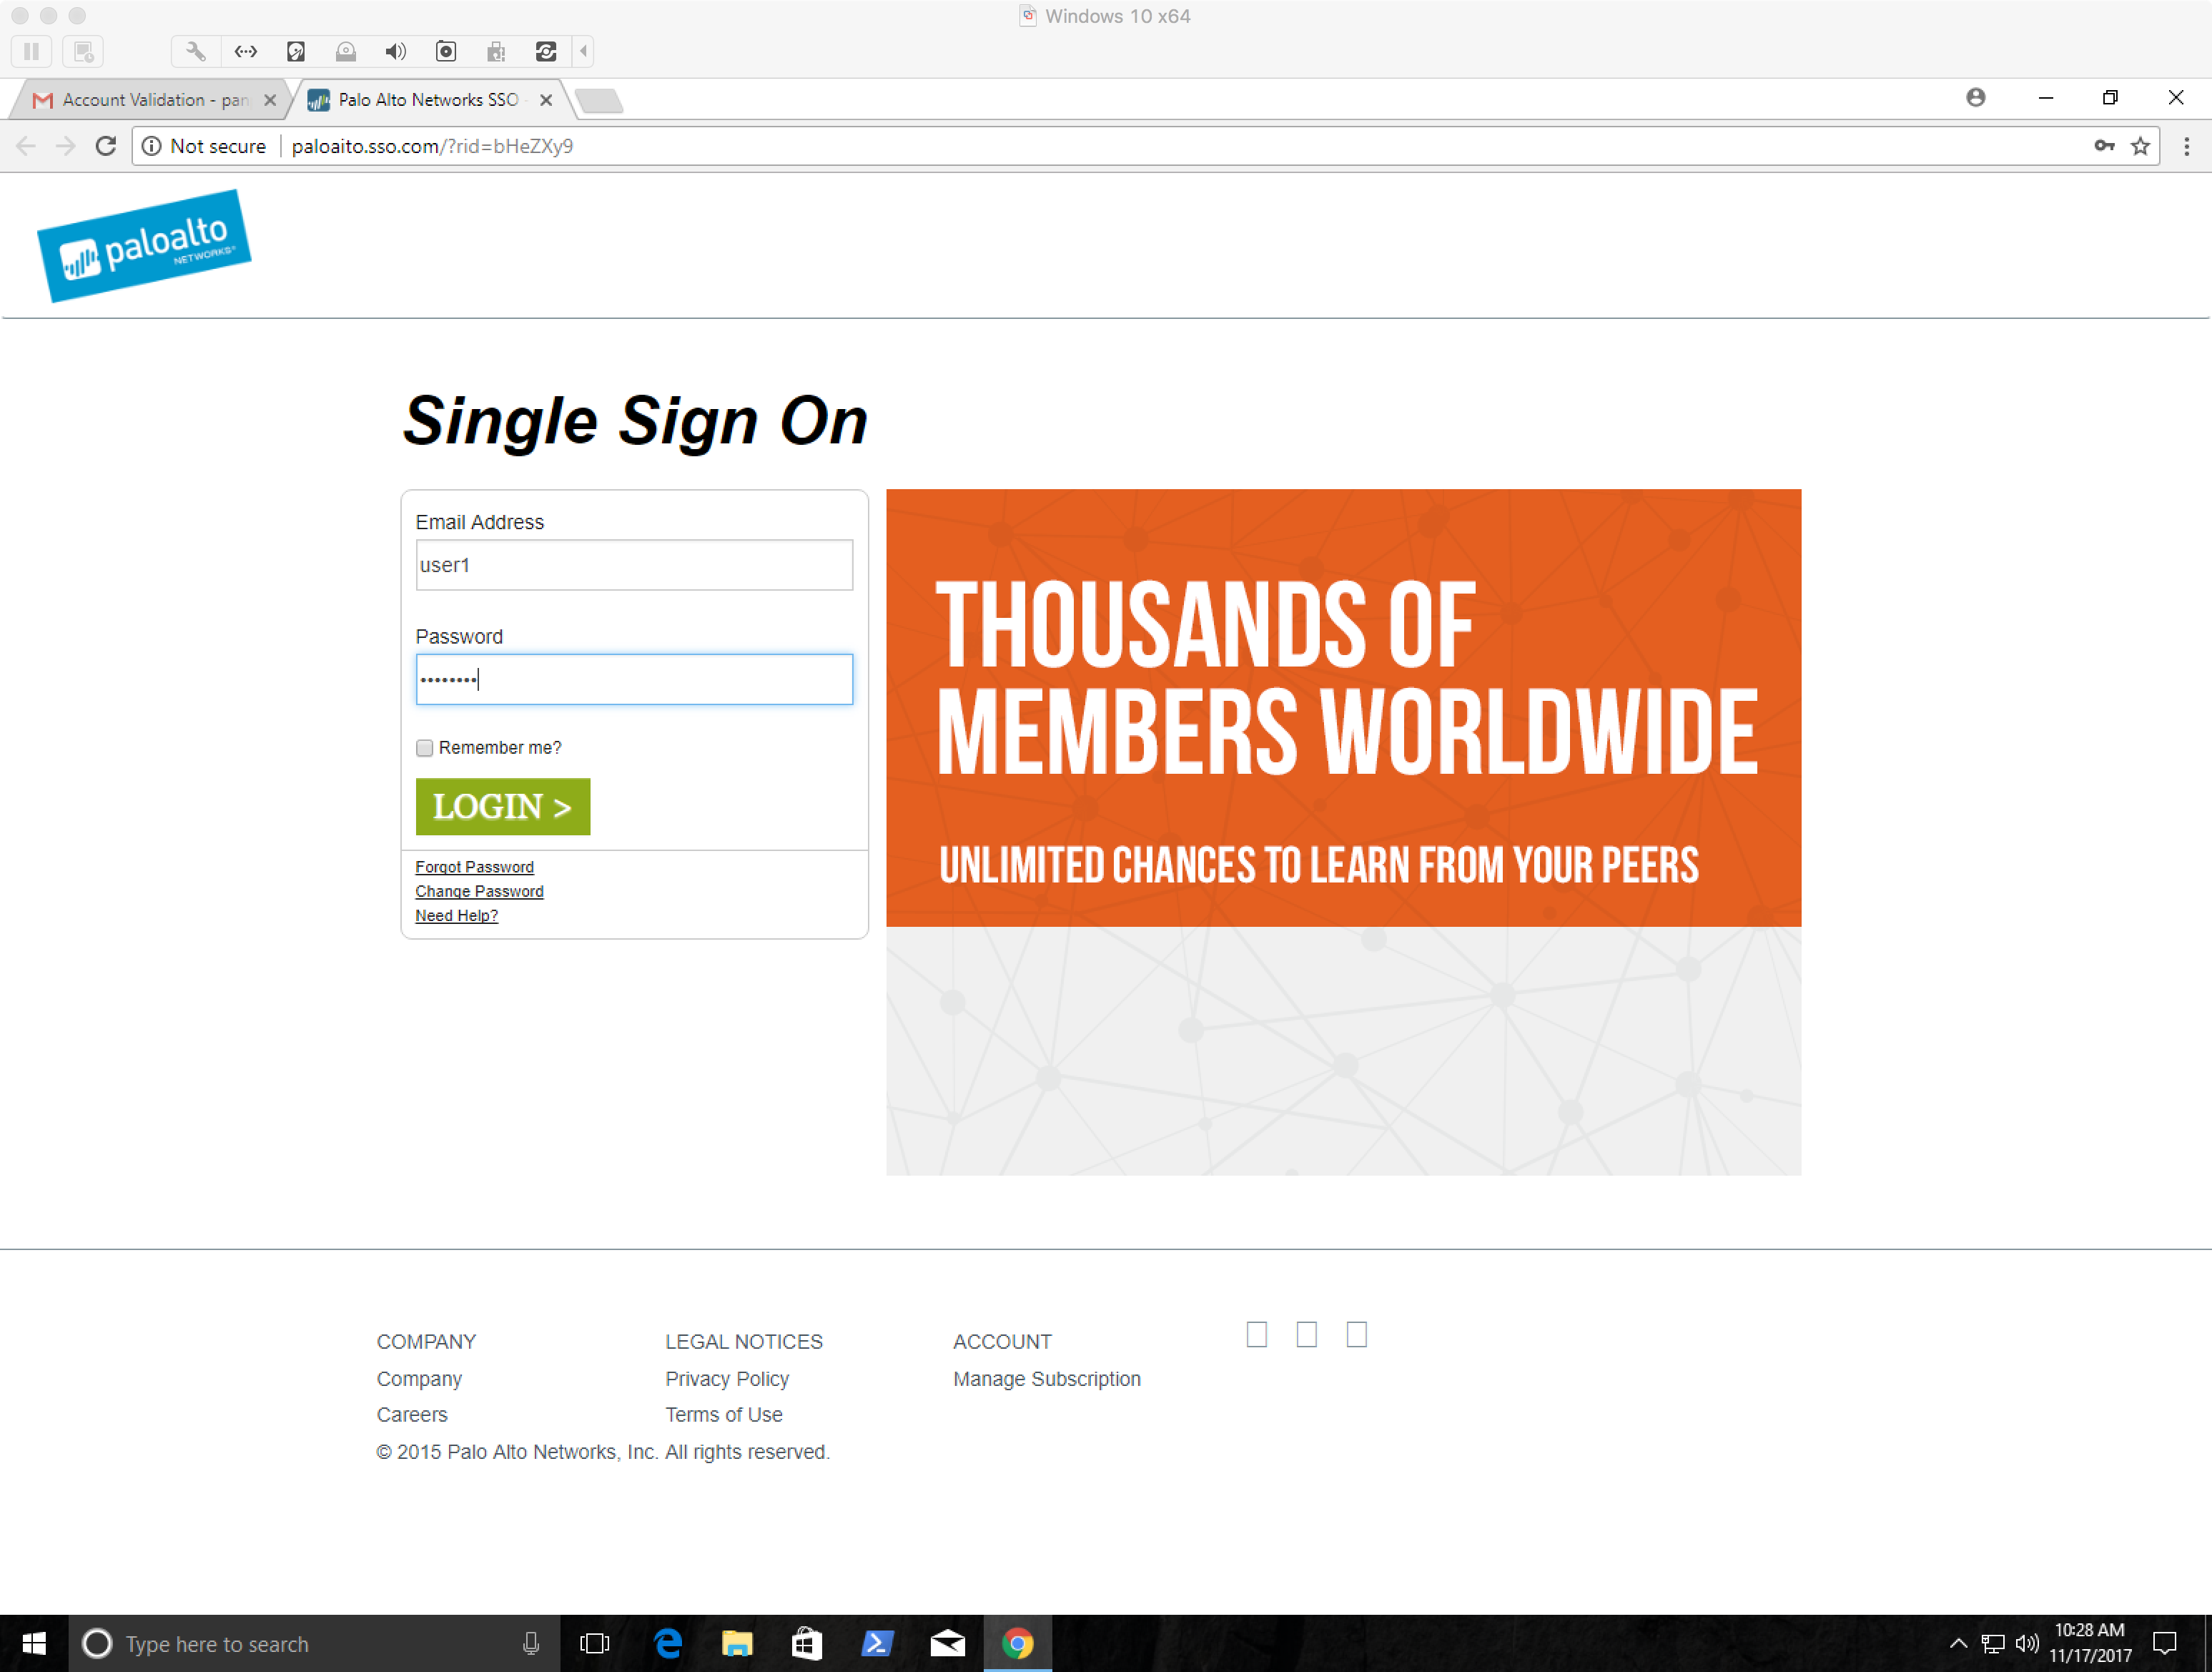 Windows 10 x64
Account Validation - pan
Palo Alto Networks SSO -
Not secure
paloaito.sso.com/?rid=bHeZXy9
paloalto
NETWORKS®
Single Sign On
Email Address
user1
Password
••••••••
Remember me?
LOGIN >
Forgot Password
Change Password
Need Help?
THOUSANDS OF
MEMBERS WORLDWIDE
UNLIMITED CHANCES TO LEARN FROM YOUR PEERS
COMPANY
Company
Careers
LEGAL NOTICES
Privacy Policy
Terms of Use
ACCOUNT
Manage Subscription
© 2015 Palo Alto Networks, Inc. All rights reserved.
Type here to search
10:28 AM
11/17/2017